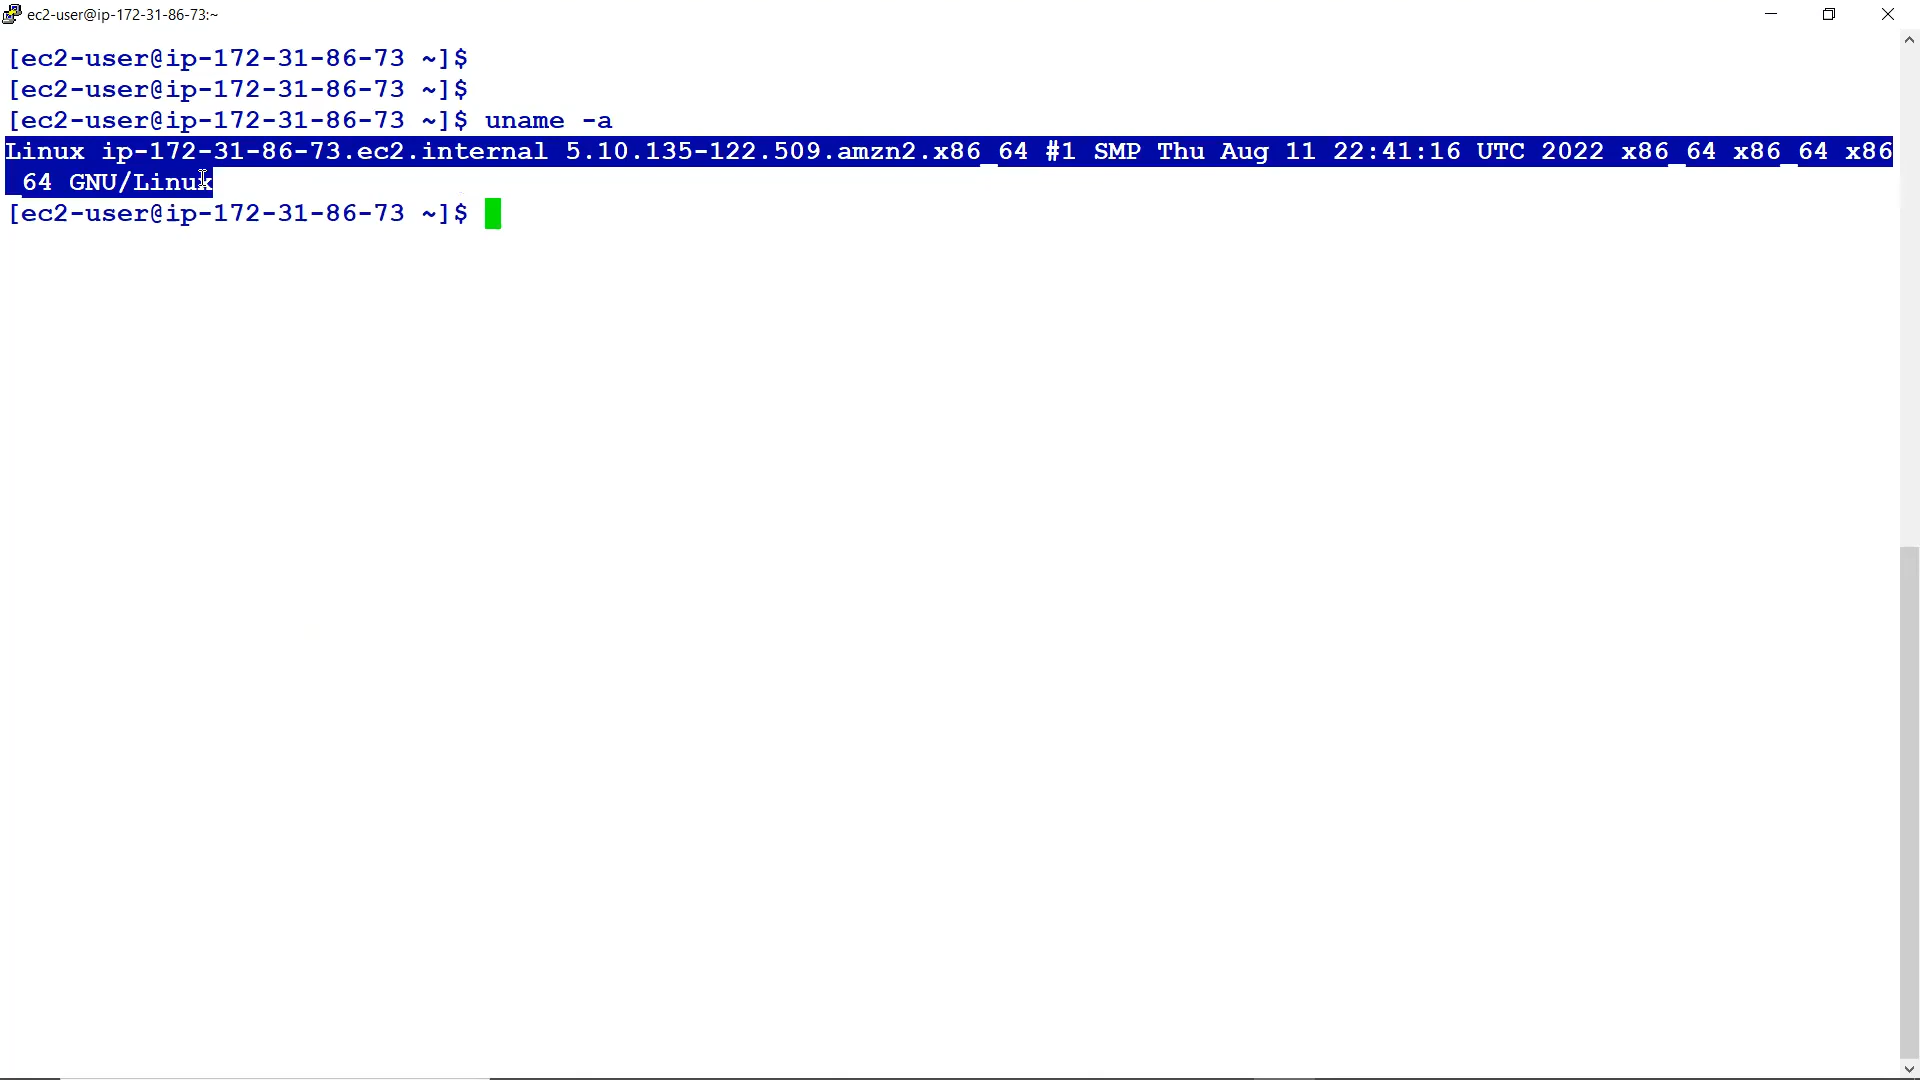 ec2-user@ip-172-31-86-73:~
[ec2-user@ip-172-31-86-73 ~]$
[ec2-user@ip-172-31-86-73 ~]$
[ec2-user@ip-172-31-86-73 ~]$ uname -a
Linux ip-172-31-86-73.ec2.internal 5.10.135-122.509.amzn2.x86_64 #1 SMP Thu Aug 11 22:41:16 UTC 2022 x86_64 x86_64 x86
_64 GNU/Linux
[ec2-user@ip-172-31-86-73 ~]$